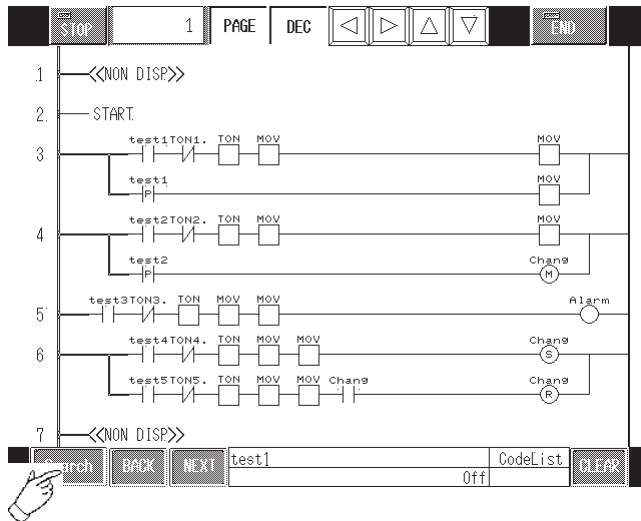 STOP 1 PAGE DEC END
1 <<NON DISP.>>
2. START.
test1TON1. TON MOV MOV
3
test1 MOV
test2TON2. TON MOV MOV
4
test2 Chang
P M
test3TON3. TON MOV MOV Alarm
5
test4TON4. TON MOV MOV Chang
6 S
test5TON5. TON MOV MOV Chang Chang
R
7 <<NON DISP.>>
Search BACK NEXT test1 CodeList CLEAR
Off